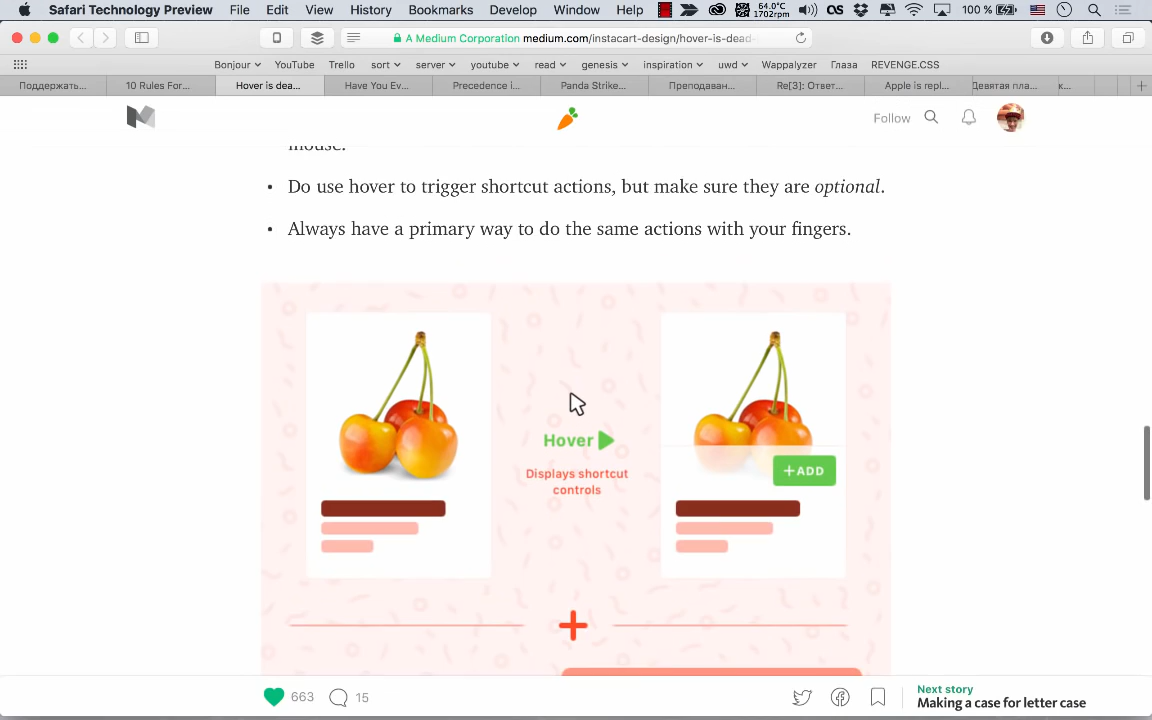 Safari Technology Preview File Edit View History Bookmarks Develop Window Help 64.0°C 1702rpm 100 %
A Medium Corporation medium.com/instacart-design/hover-is-dead-
Bonjour YouTube Trello sort server youtube read genesis inspiration uwd Wappalyzer Глааа REVENGE.CSS
Поддержать... 10 Rules For... Hover is dea... Have You Ev... Precedence i... Panda Strike... Преподаван... Re[3]: Ответ... Apple is repl... Девятая пла... к...
Follow
mouse.
• Do use hover to trigger shortcut actions, but make sure they are optional.
• Always have a primary way to do the same actions with your fingers.
Hover
Displays shortcut
controls
+ADD
663 15
Next story
Making a case for letter case